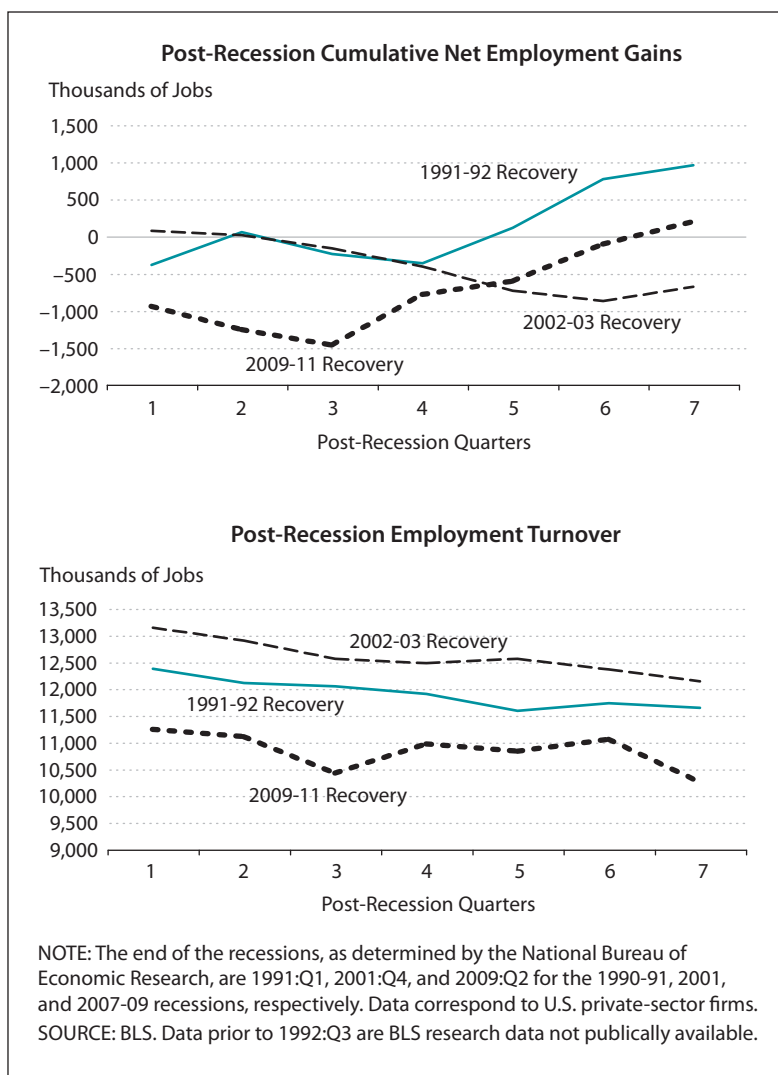 Post-Recession Cumulative Net Employment Gains
Thousands of Jobs
1,500
1,000
500
0
–500
–1,000
–1,500
–2,000
1991-92 Recovery
2002-03 Recovery
2009-11 Recovery
1 2 3 4 5 6 7
Post-Recession Quarters
Post-Recession Employment Turnover
Thousands of Jobs
13,500
13,000
12,500
12,000
11,500
11,000
10,500
10,000
9,500
9,000
2002-03 Recovery
1991-92 Recovery
2009-11 Recovery
1 2 3 4 5 6 7
Post-Recession Quarters
NOTE: The end of the recessions, as determined by the National Bureau of
Economic Research, are 1991:Q1, 2001:Q4, and 2009:Q2 for the 1990-91, 2001,
and 2007-09 recessions, respectively. Data correspond to U.S. private-sector firms.
SOURCE: BLS. Data prior to 1992:Q3 are BLS research data not publically available.